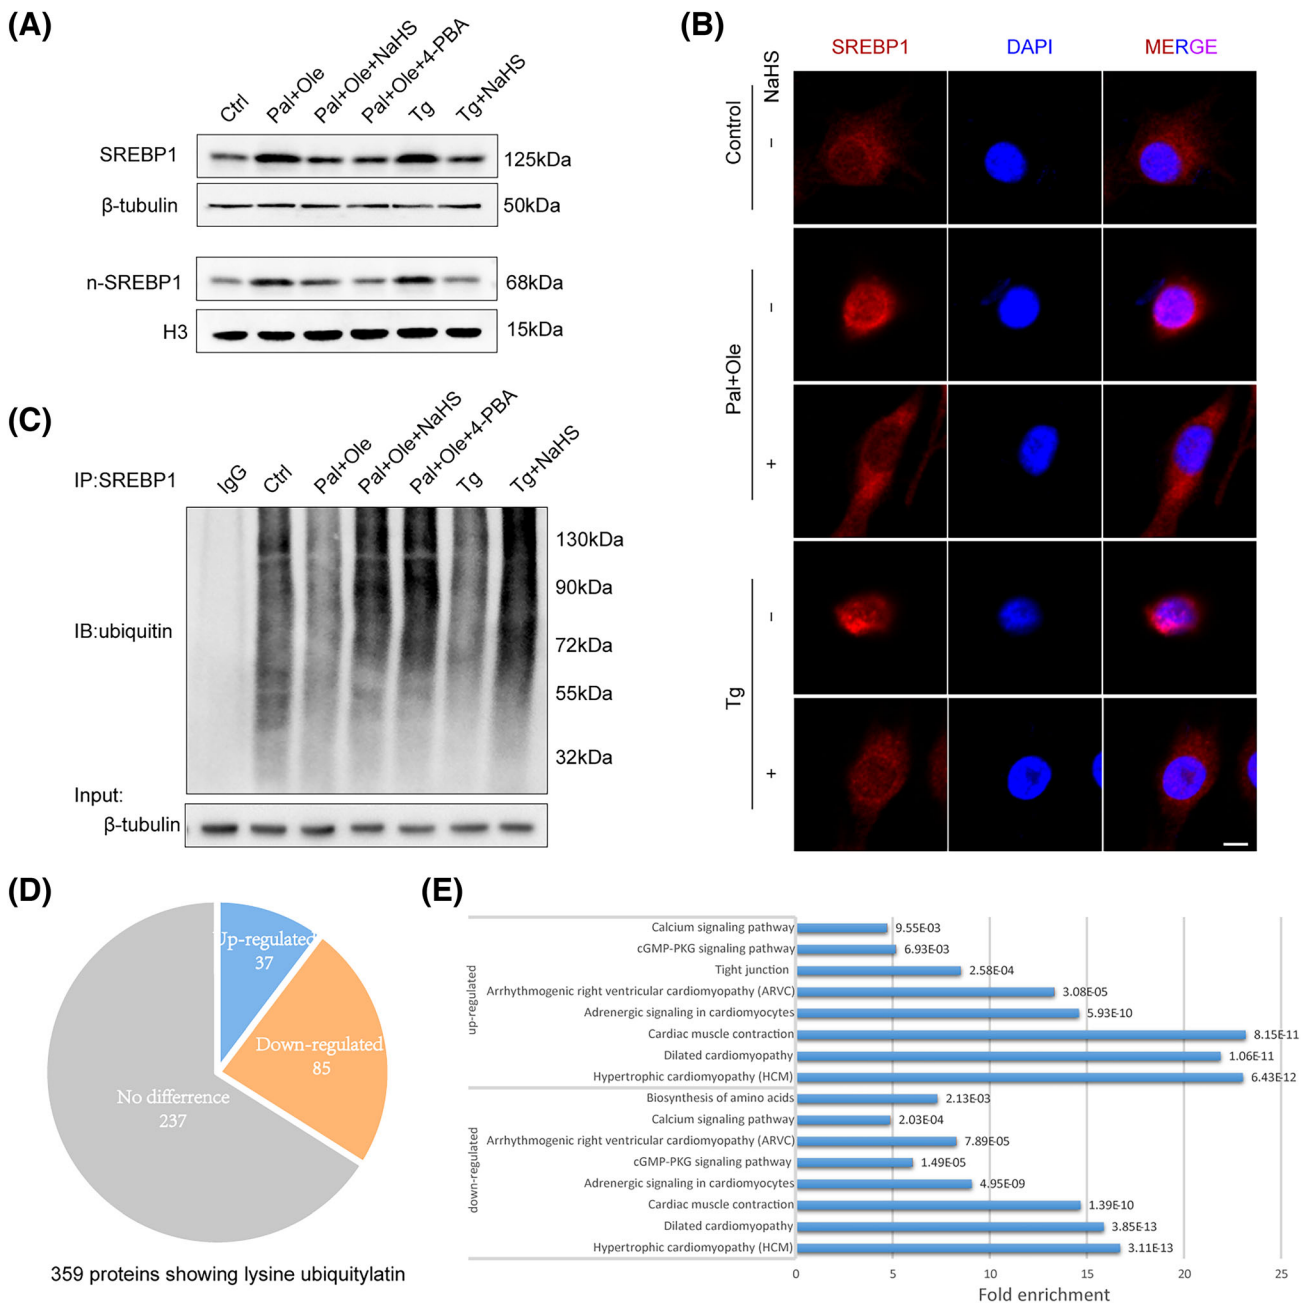 (A)
Ctrl
Pal+Ole
Pal+Ole+NaHS
Pal+Ole+4-PBA
Tg
Tg+NaHS
SREBP1
125kDa
β-tubulin
50kDa
n-SREBP1
68kDa
H3
15kDa
(B)
SREBP1 DAPI MERGE
NaHS
Control
−
Pal+Ole
−
+
Tg
−
+
(C)
IP:SREBP1
IgG
Ctrl
Pal+Ole
Pal+Ole+NaHS
Pal+Ole+4-PBA
Tg
Tg+NaHS
130kDa
90kDa
IB:ubiquitin
72kDa
55kDa
32kDa
Input:
β-tubulin
(D)
Up-regulated
37
Down-regulated
85
No difference
237
359 proteins showing lysine ubiquitylatin
(E)
up-regulated
Calcium signaling pathway 9.55E-03
cGMP-PKG signaling pathway 6.93E-03
Tight junction 2.58E-04
Arrhythmogenic right ventricular cardiomyopathy (ARVC) 3.08E-05
Adrenergic signaling in cardiomyocytes 5.93E-10
Cardiac muscle contraction 8.15E-11
Dilated cardiomyopathy 1.06E-11
Hypertrophic cardiomyopathy (HCM) 6.43E-12
down-regulated
Biosynthesis of amino acids 2.13E-03
Calcium signaling pathway 2.03E-04
Arrhythmogenic right ventricular cardiomyopathy (ARVC) 7.89E-05
cGMP-PKG signaling pathway 1.49E-05
Adrenergic signaling in cardiomyocytes 4.95E-09
Cardiac muscle contraction 1.39E-10
Dilated cardiomyopathy 3.85E-13
Hypertrophic cardiomyopathy (HCM) 3.11E-13
0 5 10 15 20 25
Fold enrichment